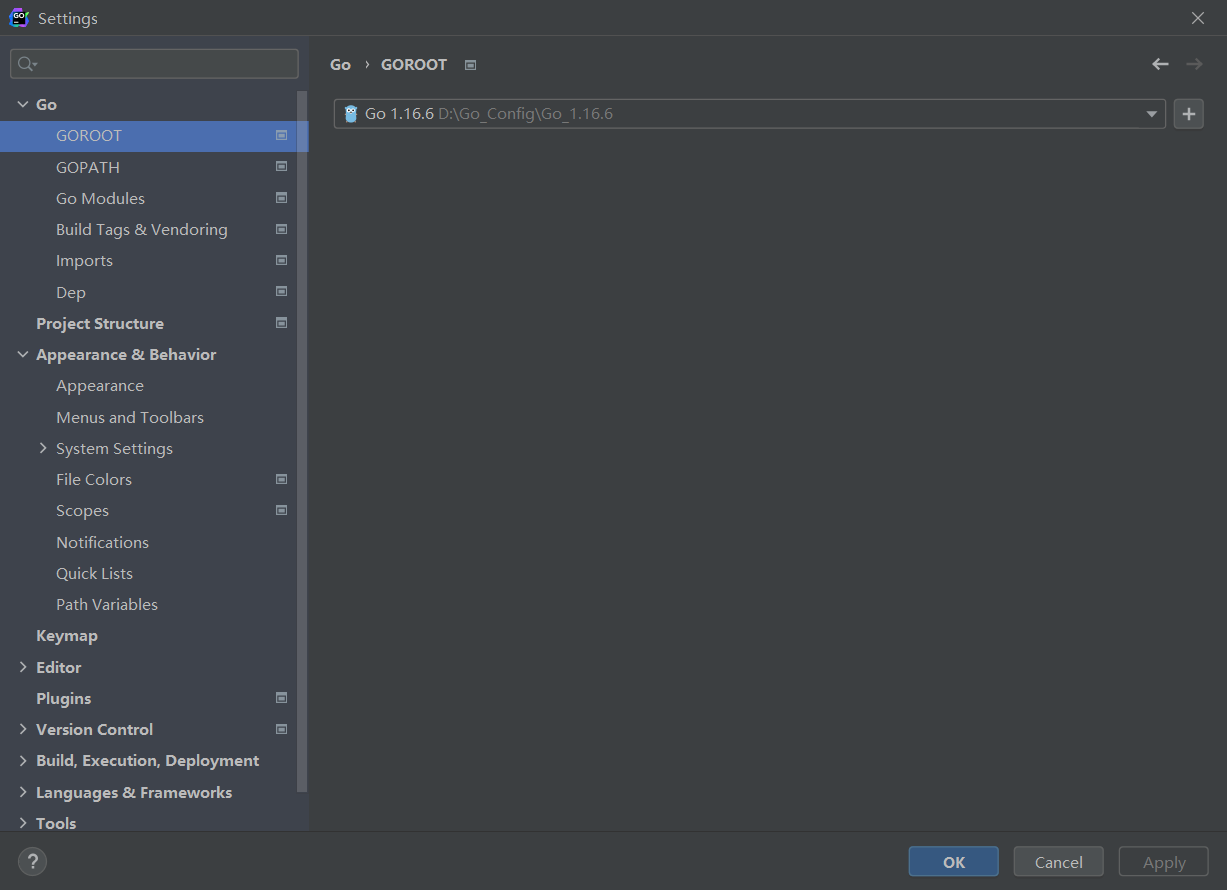 Settings
Go
GOROOT
GOPATH
Go Modules
Build Tags & Vendoring
Imports
Dep
Project Structure
Appearance & Behavior
Appearance
Menus and Toolbars
System Settings
File Colors
Scopes
Notifications
Quick Lists
Path Variables
Keymap
Editor
Plugins
Version Control
Build, Execution, Deployment
Languages & Frameworks
Tools
Go › GOROOT
Go 1.16.6 D:\Go_Config\Go_1.16.6
?
OK
Cancel
Apply